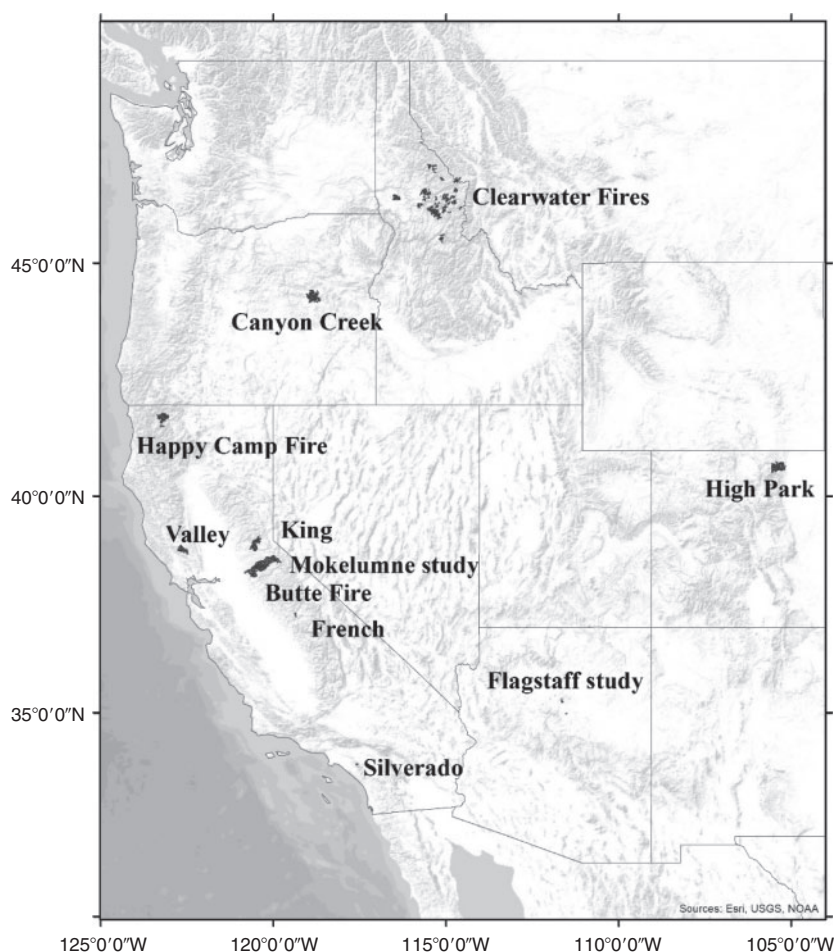 Clearwater Fires
45°0'0"N
Canyon Creek
Happy Camp Fire
High Park
40°0'0"N
Valley
King
Mokelumne study
Butte Fire
French
Flagstaff study
35°0'0"N
Silverado
Sources: Esri, USGS, NOAA
125°0'0"W 120°0'0"W 115°0'0"W 110°0'0"W 105°0'0"W